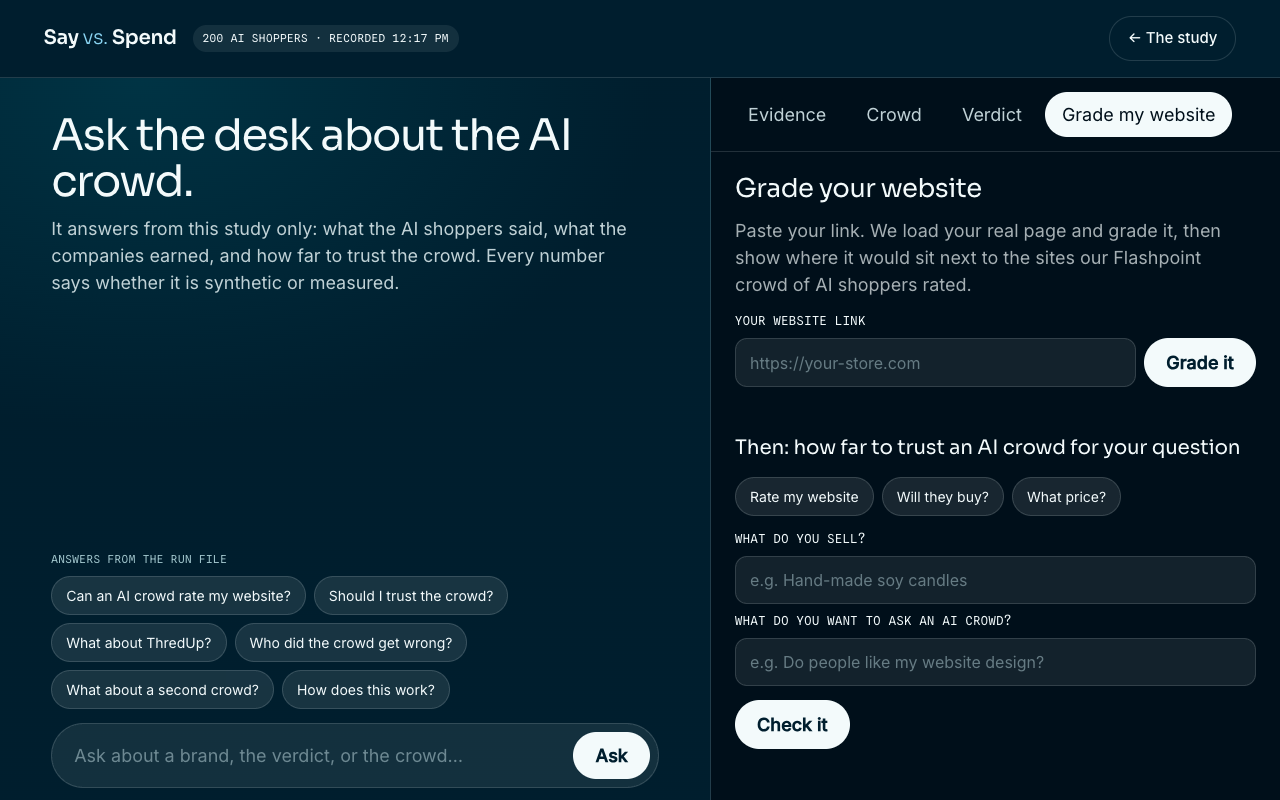 Say vs. Spend
200 AI SHOPPERS · RECORDED 12:17 PM
← The study
Ask the desk about the AI
crowd.
It answers from this study only: what the AI shoppers said, what the
companies earned, and how far to trust the crowd. Every number
says whether it is synthetic or measured.
ANSWERS FROM THE RUN FILE
Can an AI crowd rate my website?
Should I trust the crowd?
What about ThredUp?
Who did the crowd get wrong?
What about a second crowd?
How does this work?
Ask about a brand, the verdict, or the crowd...
Ask
Evidence
Crowd
Verdict
Grade my website
Grade your website
Paste your link. We load your real page and grade it, then
show where it would sit next to the sites our Flashpoint
crowd of AI shoppers rated.
YOUR WEBSITE LINK
https://your-store.com
Grade it
Then: how far to trust an AI crowd for your question
Rate my website
Will they buy?
What price?
WHAT DO YOU SELL?
e.g. Hand-made soy candles
WHAT DO YOU WANT TO ASK AN AI CROWD?
e.g. Do people like my website design?
Check it